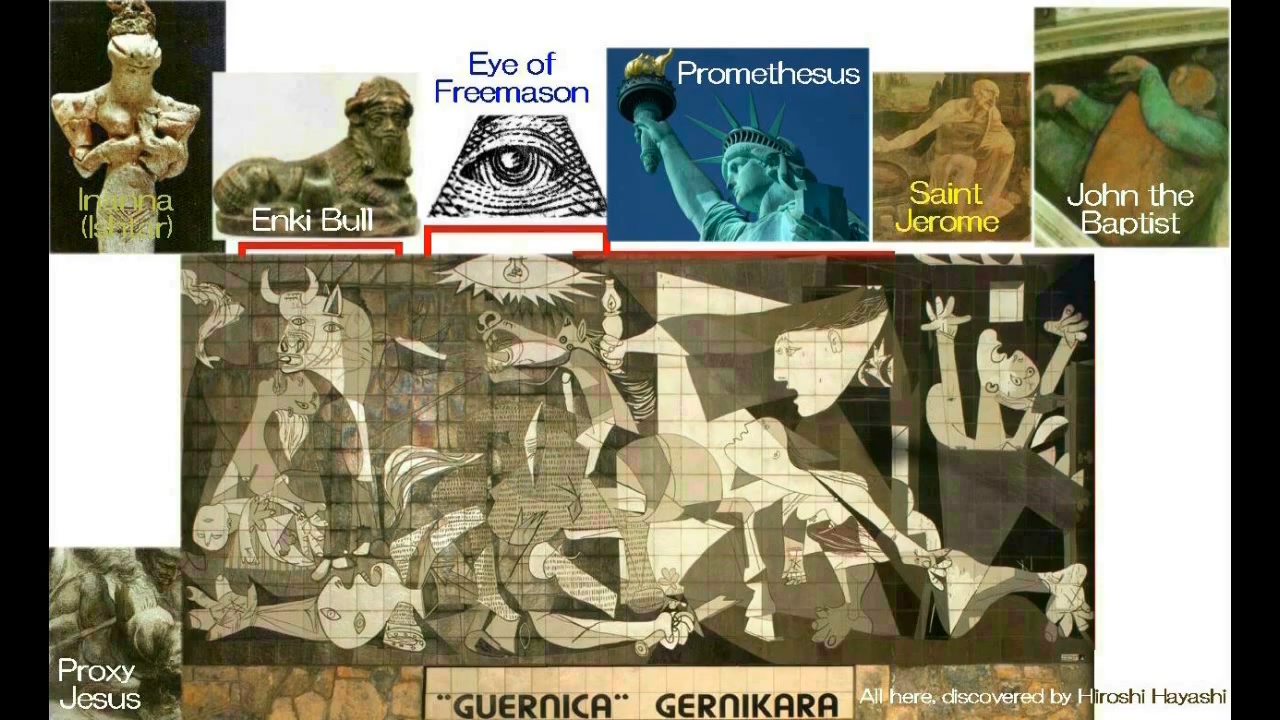 Eye of
Freemason
Promethesus
Inanna
(Ishtar)
Enki Bull
Saint
Jerome
John the
Baptist
Proxy
Jesus
"GUERNICA" GERNIKARA
All here, discovered by Hiroshi Hayashi